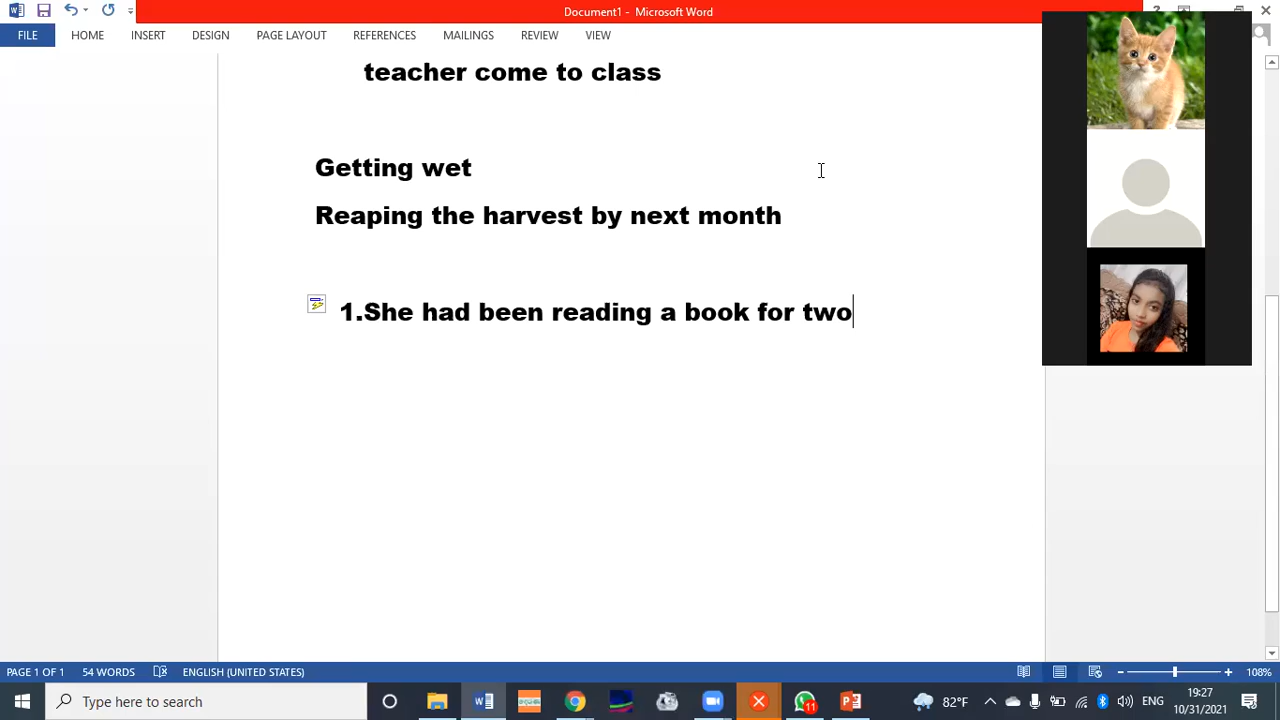 Document1 - Microsoft Word
FILE HOME INSERT DESIGN PAGE LAYOUT REFERENCES MAILINGS REVIEW VIEW
teacher come to class
Getting wet
Reaping the harvest by next month
1.She had been reading a book for two
PAGE 1 OF 1 54 WORDS ENGLISH (UNITED STATES) 108%
Type here to search 11 82°F ENG 19:27
10/31/2021